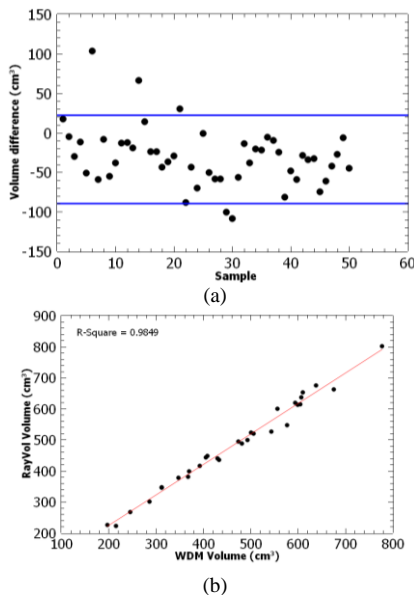 150
100
50
0
-50
-100
-150
Volume difference (cm³)
0 10 20 30 40 50 60
Sample
(a)
900
800
700
600
500
400
300
200
R-Square = 0.9849
RayVol Volume (cm³)
100 200 300 400 500 600 700 800
WDM Volume (cm³)
(b)